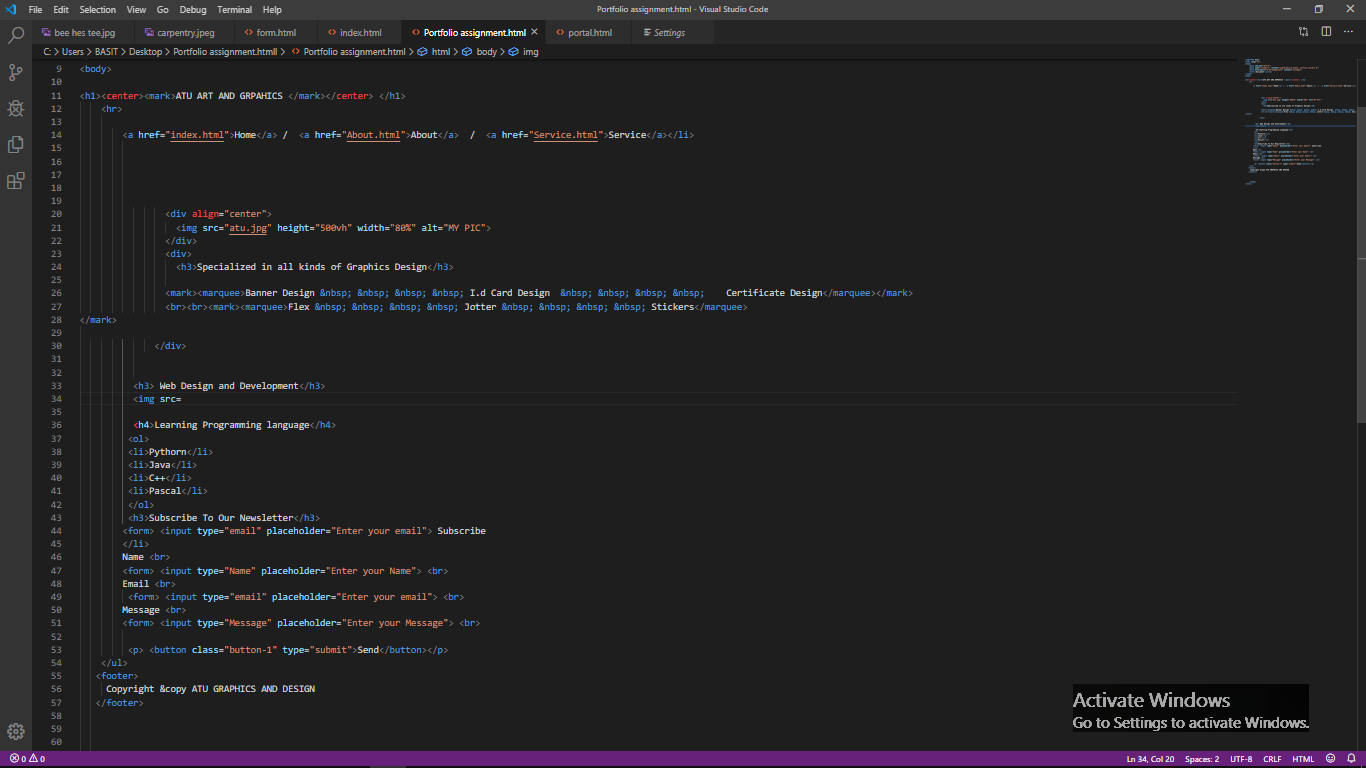 File Edit Selection View Go Debug Terminal Help Portfolio assignment.html - Visual Studio Code
bee hes tee.jpg carpentry.jpeg form.html index.html Portfolio assignment.html portal.html Settings
C: > Users > BASIT > Desktop > Portfolio assignment.htmll > Portfolio assignment.html > html > body > img
9 <body>
10
11 <h1><center><mark>ATU ART AND GRPAHICS </mark></center> </h1>
12 <hr>
13
14 <a href="index.html">Home</a> / <a href="About.html">About</a> / <a href="Service.html">Service</a></li>
15
16
17
18
19
20 <div align="center">
21 <img src="atu.jpg" height="500vh" width="80%" alt="MY PIC">
22 </div>
23 <div>
24 <h3>Specialized in all kinds of Graphics Design</h3>
25
26 <mark><marquee>Banner Design &nbsp; &nbsp; &nbsp; &nbsp; I.d Card Design &nbsp; &nbsp; &nbsp; &nbsp; Certificate Design</marquee></mark>
27 <br><br><mark><marquee>Flex &nbsp; &nbsp; &nbsp; &nbsp; Jotter &nbsp; &nbsp; &nbsp; &nbsp; Stickers</marquee>
28 </mark>
29
30 </div>
31
32
33 <h3> Web Design and Development</h3>
34 <img src=
35
36 <h4>Learning Programming language</h4>
37 <ol>
38 <li>Pythorn</li>
39 <li>Java</li>
40 <li>C++</li>
41 <li>Pascal</li>
42 </ol>
43 <h3>Subscribe To Our Newsletter</h3>
44 <form> <input type="email" placeholder="Enter your email"> Subscribe
45 </li>
46 Name <br>
47 <form> <input type="Name" placeholder="Enter your Name"> <br>
48 Email <br>
49 <form> <input type="email" placeholder="Enter your email"> <br>
50 Message <br>
51 <form> <input type="Message" placeholder="Enter your Message"> <br>
52
53 <p> <button class="button-1" type="submit">Send</button></p>
54 </ul>
55 <footer>
56 Copyright &copy ATU GRAPHICS AND DESIGN
57 </footer>
58
59
60
Activate Windows
Go to Settings to activate Windows.
0 0 Ln 34, Col 20 Spaces: 2 UTF-8 CRLF HTML